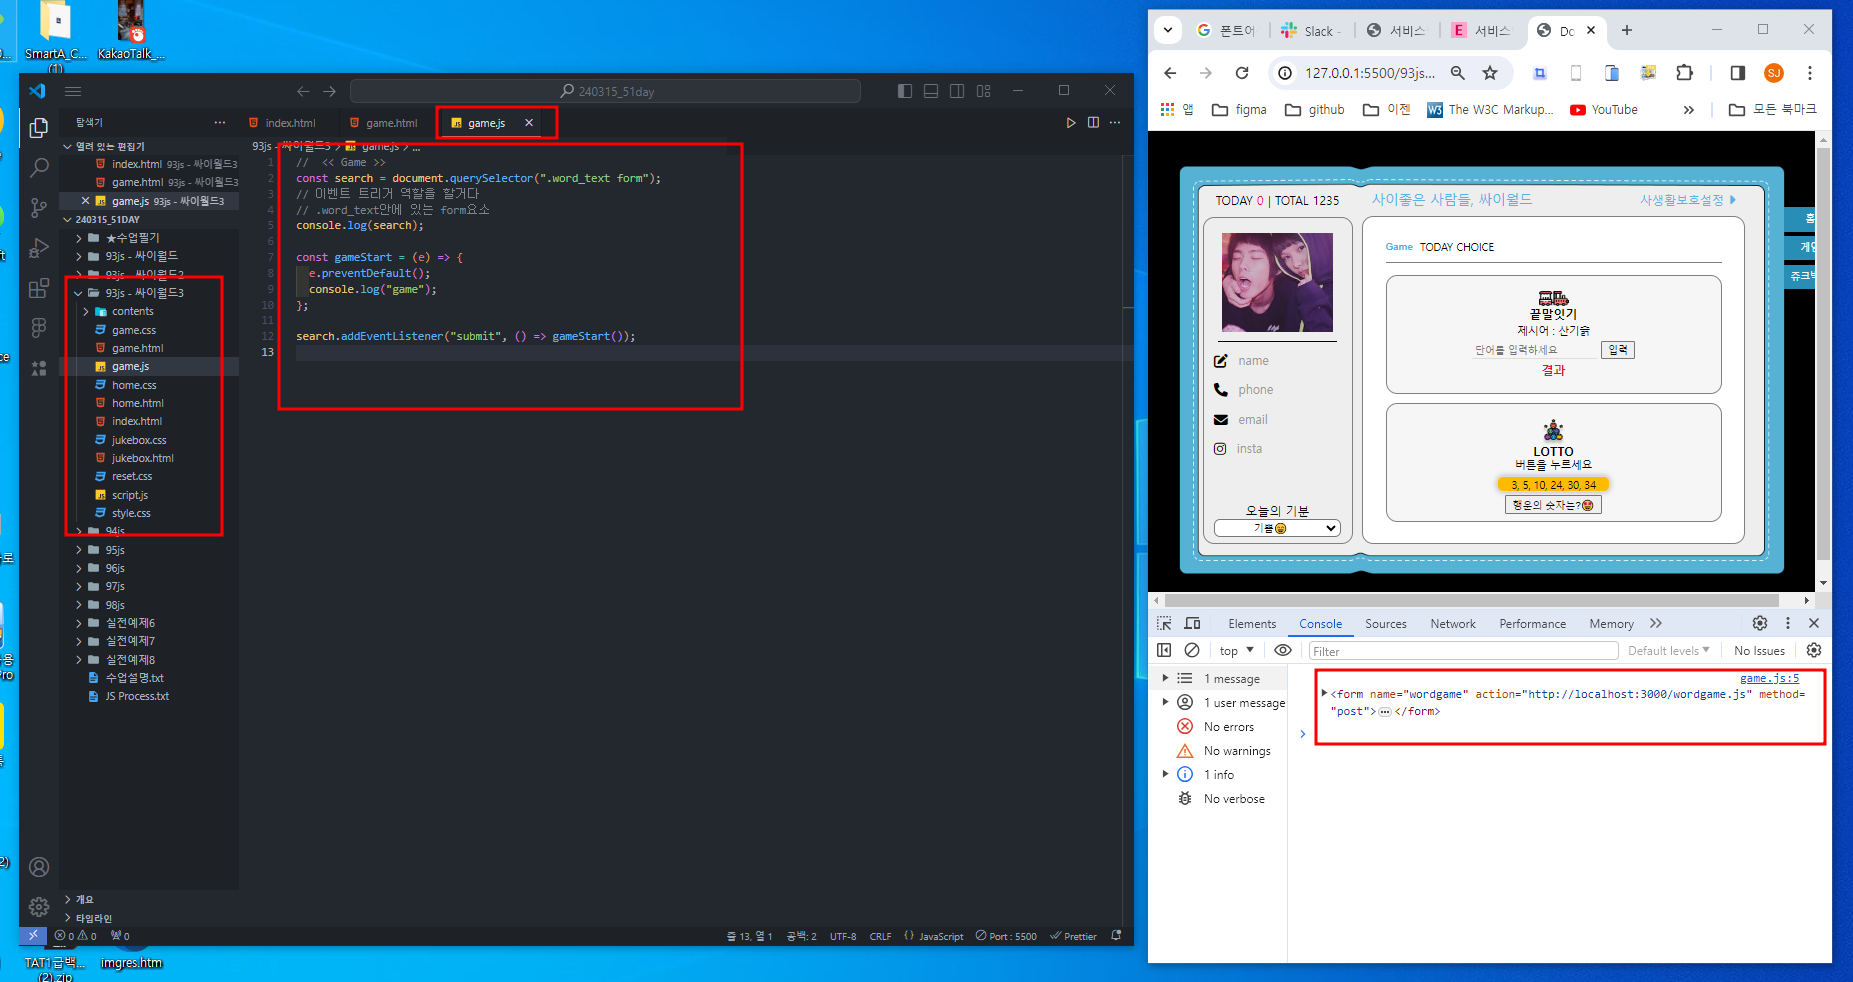 SmartA_C...
(1)
KakaoTalk_...
240315_51day
탐색기
index.html
game.html
game.js
열려 있는 편집기
index.html 93js - 싸이월드3
game.html 93js - 싸이월드3
game.js 93js - 싸이월드3
240315_51DAY
★수업필기
93js - 싸이월드
93js - 싸이월드2
93js - 싸이월드3
contents
game.css
game.html
game.js
home.css
home.html
index.html
jukebox.css
jukebox.html
reset.css
script.js
style.css
94js
95js
96js
97js
98js
실전예제6
실전예제7
실전예제8
수업설명.txt
JS Process.txt
개요
타임라인
93js - 싸이월드3 > game.js > ...
1 // << Game >>
2 const search = document.querySelector(".word_text form");
3 // 이벤트 트리거 역할을 할거다
4 // .word_text안에 있는 form요소
5 console.log(search);
6
7 const gameStart = (e) => {
8 e.preventDefault();
9 console.log("game");
10 };
11
12 search.addEventListener("submit", () => gameStart());
13
0 0 0
줄 13, 열 1
공백: 2
UTF-8
CRLF
JavaScript
Port : 5500
Prettier
TAT1급백...
(2).zip
imgres.htm
폰트어
Slack -
서비스
서비스
Do
127.0.0.1:5500/93js...
SJ
앱
figma
github
이젠
The W3C Markup...
YouTube
모든 북마크
TODAY 0 | TOTAL 1235
사이좋은 사람들, 싸이월드
사생활보호설정
홈
게임
쥬크박
name
phone
email
insta
오늘의 기분
기쁨😀
Game TODAY CHOICE
끝말잇기
제시어 : 산기슭
단어를 입력하세요
입력
결과
LOTTO
버튼을 누르세요
3, 5, 10, 24, 30, 34
행운의 숫자는?🤩
Elements
Console
Sources
Network
Performance
Memory
top
Filter
Default levels
No Issues
1 message
1 user message
No errors
No warnings
1 info
No verbose
game.js:5
<form name="wordgame" action="http://localhost:3000/wordgame.js" method=
"post">…</form>